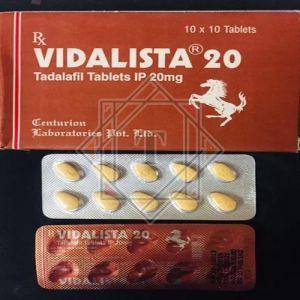 Rx
10 x 10 Tablets
VIDALISTA® 20
Tadalafil Tablets IP 20mg
Centurion
Laboratories Pvt. Ltd.
VIDALISTA® 20
Tadalafil Tablets IP 20mg